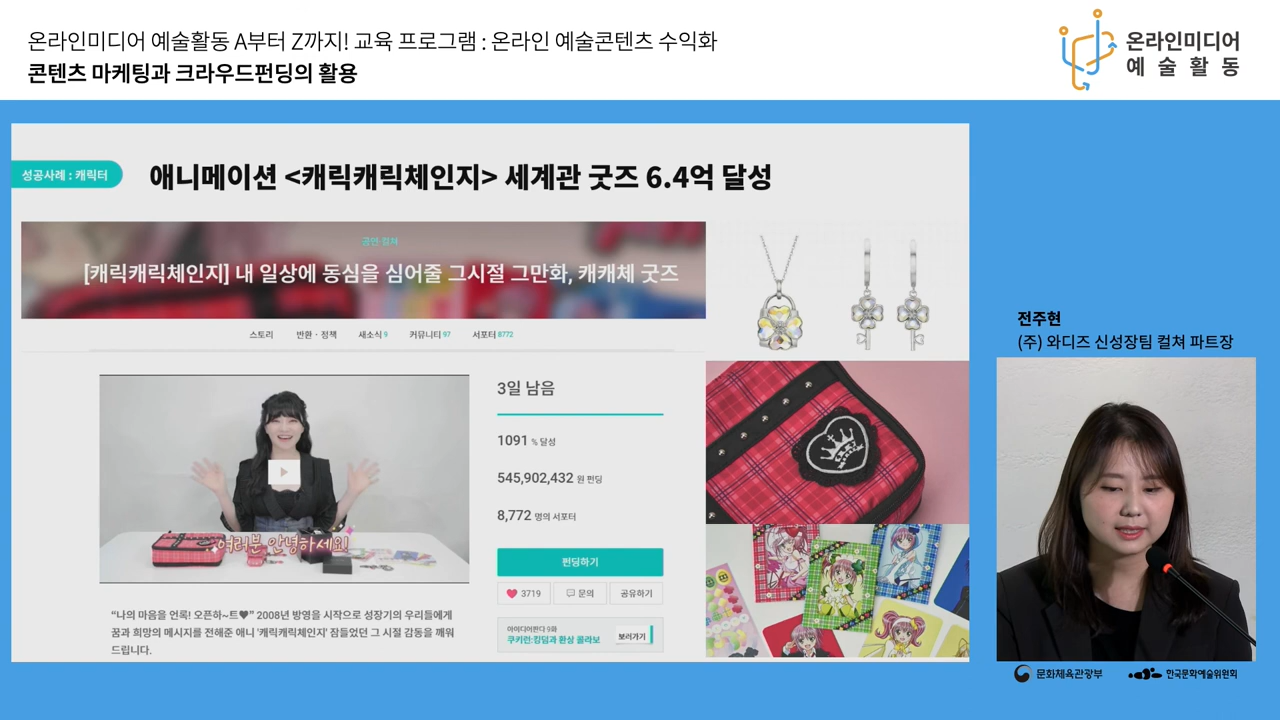 온라인미디어 예술활동 A부터 Z까지! 교육 프로그램 : 온라인 예술콘텐츠 수익화
콘텐츠 마케팅과 크라우드펀딩의 활용
온라인미디어
예술활동
성공사례 : 캐릭터
애니메이션 <캐릭캐릭체인지> 세계관 굿즈 6.4억 달성
공연·컬쳐
[캐릭캐릭체인지] 내 일상에 동심을 심어줄 그시절 그만화, 캐캐체 굿즈
스토리 반환·정책 새소식 9 커뮤니티 97 서포터 8772
여러분 안녕하세요!
3일 남음
1091 % 달성
545,902,432 원 펀딩
8,772 명의 서포터
펀딩하기
3719 문의 공유하기
아이디어판다 9화
쿠키런:킹덤과 환상 콜라보 보러가기
“나의 마음을 언록! 오픈하~트♥” 2008년 방영을 시작으로 성장기의 우리들에게
꿈과 희망의 메시지를 전해준 애니 '캐릭캐릭체인지' 잠들었던 그 시절 감동을 깨워
드립니다.
전주현
(주) 와디즈 신성장팀 컬쳐 파트장
문화체육관광부 한국문화예술위원회